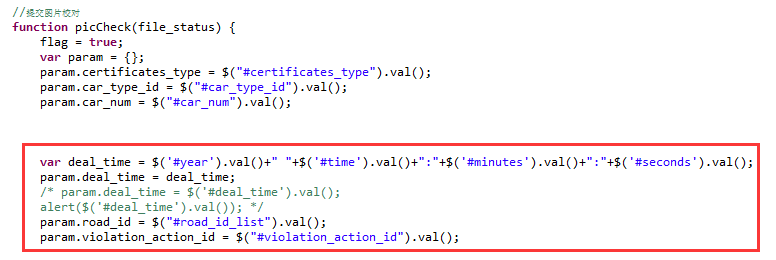 //提交图片校对
function picCheck(file_status) {
    flag = true;
    var param = {};
    param.certificates_type = $("#certificates_type").val();
    param.car_type_id = $("#car_type_id").val();
    param.car_num = $("#car_num").val();
    var deal_time = $('#year').val()+" "+$('#time').val()+":"+$('#minutes').val()+":"+$('#seconds').val();
    param.deal_time = deal_time;
    /* param.deal_time = $('#deal_time').val();
    alert($('#deal_time').val()); */
    param.road_id = $("#road_id_list").val();
    param.violation_action_id = $("#violation_action_id").val();